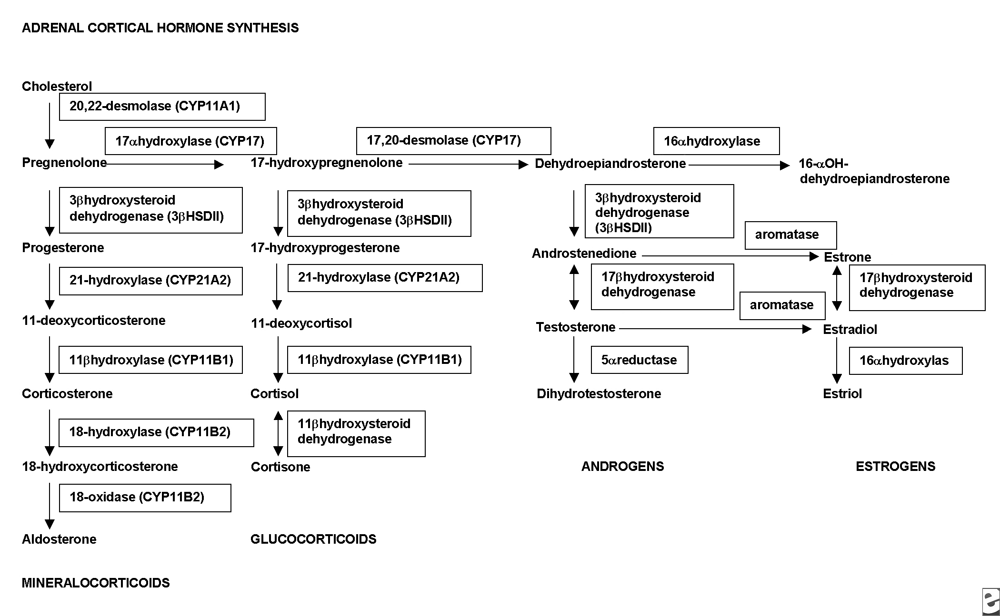 ADRENAL CORTICAL HORMONE SYNTHESIS
Cholesterol
20,22-desmolase (CYP11A1)
17αhydroxylase (CYP17)
17,20-desmolase (CYP17)
16αhydroxylase
Pregnenolone
17-hydroxypregnenolone
Dehydroepiandrosterone
16-αOH-
dehydroepiandrosterone
3βhydroxysteroid
dehydrogenase (3βHSDII)
3βhydroxysteroid
dehydrogenase (3βHSDII)
3βhydroxysteroid
dehydrogenase
(3βHSDII)
aromatase
Progesterone
17-hydroxyprogesterone
Androstenedione
Estrone
21-hydroxylase (CYP21A2)
21-hydroxylase (CYP21A2)
17βhydroxysteroid
dehydrogenase
17βhydroxysteroid
dehydrogenase
aromatase
11-deoxycorticosterone
11-deoxycortisol
Testosterone
Estradiol
11βhydroxylase (CYP11B1)
11βhydroxylase (CYP11B1)
5αreductase
16αhydroxylas
Corticosterone
Cortisol
Dihydrotestosterone
Estriol
18-hydroxylase (CYP11B2)
11βhydroxysteroid
dehydrogenase
18-hydroxycorticosterone
Cortisone
ANDROGENS
ESTROGENS
18-oxidase (CYP11B2)
Aldosterone
GLUCOCORTICOIDS
MINERALOCORTICOIDS
e